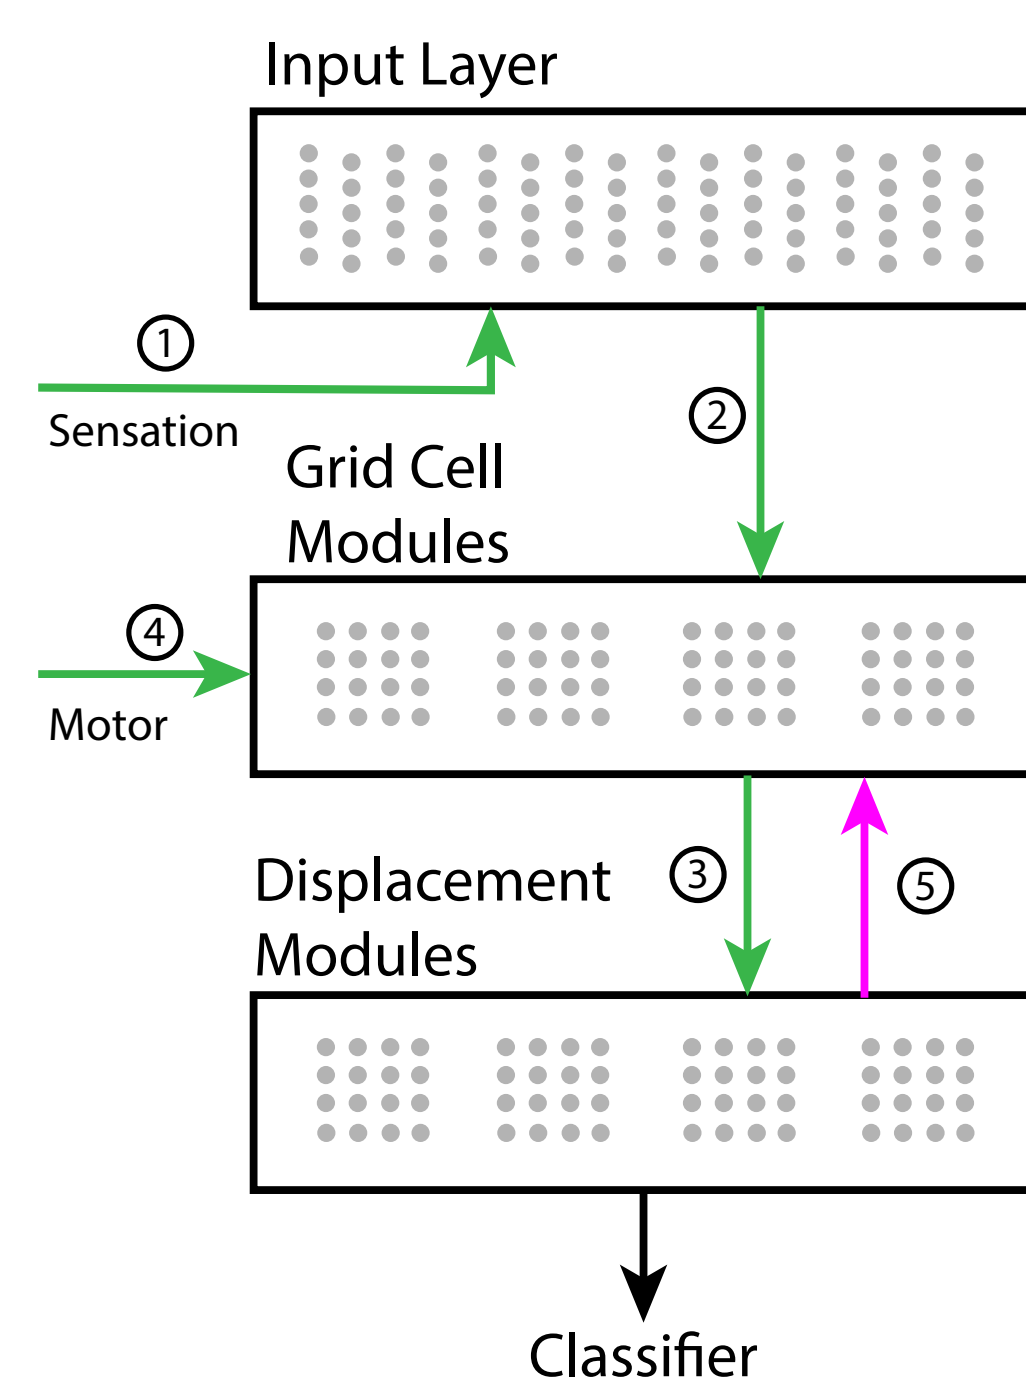 Input Layer
1
Sensation
2
Grid Cell
Modules
4
Motor
3
5
Displacement
Modules
Classifier